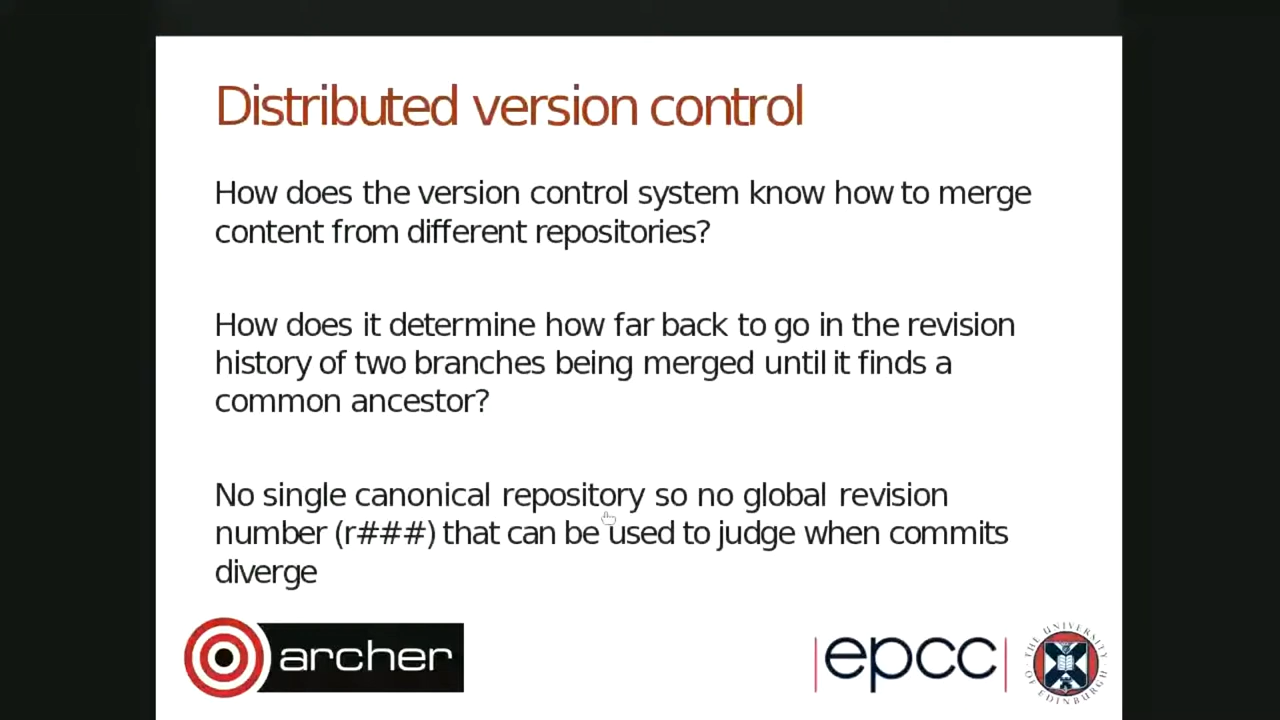 Distributed version control
How does the version control system know how to merge
content from different repositories?
How does it determine how far back to go in the revision
history of two branches being merged until it finds a
common ancestor?
No single canonical repository so no global revision
number (r###) that can be used to judge when commits
diverge
archer
|epcc|
THE UNIVERSITY
OF EDINBURGH